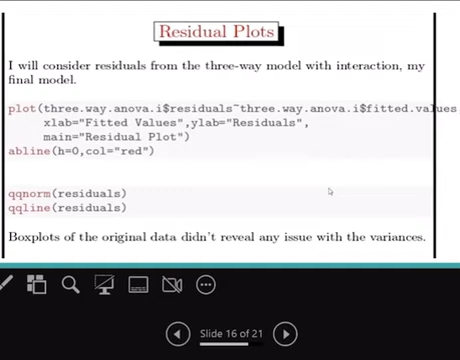 Residual Plots
I will consider residuals from the three-way model with interaction, my
final model.
plot(three.way.anova.i$residuals~three.way.anova.i$fitted.values
xlab="Fitted Values",ylab="Residuals",
main="Residual Plot")
abline(h=0,col="red")
qqnorm(residuals)
qqline(residuals)
Boxplots of the original data didn't reveal any issue with the variances.
Slide 16 of 21